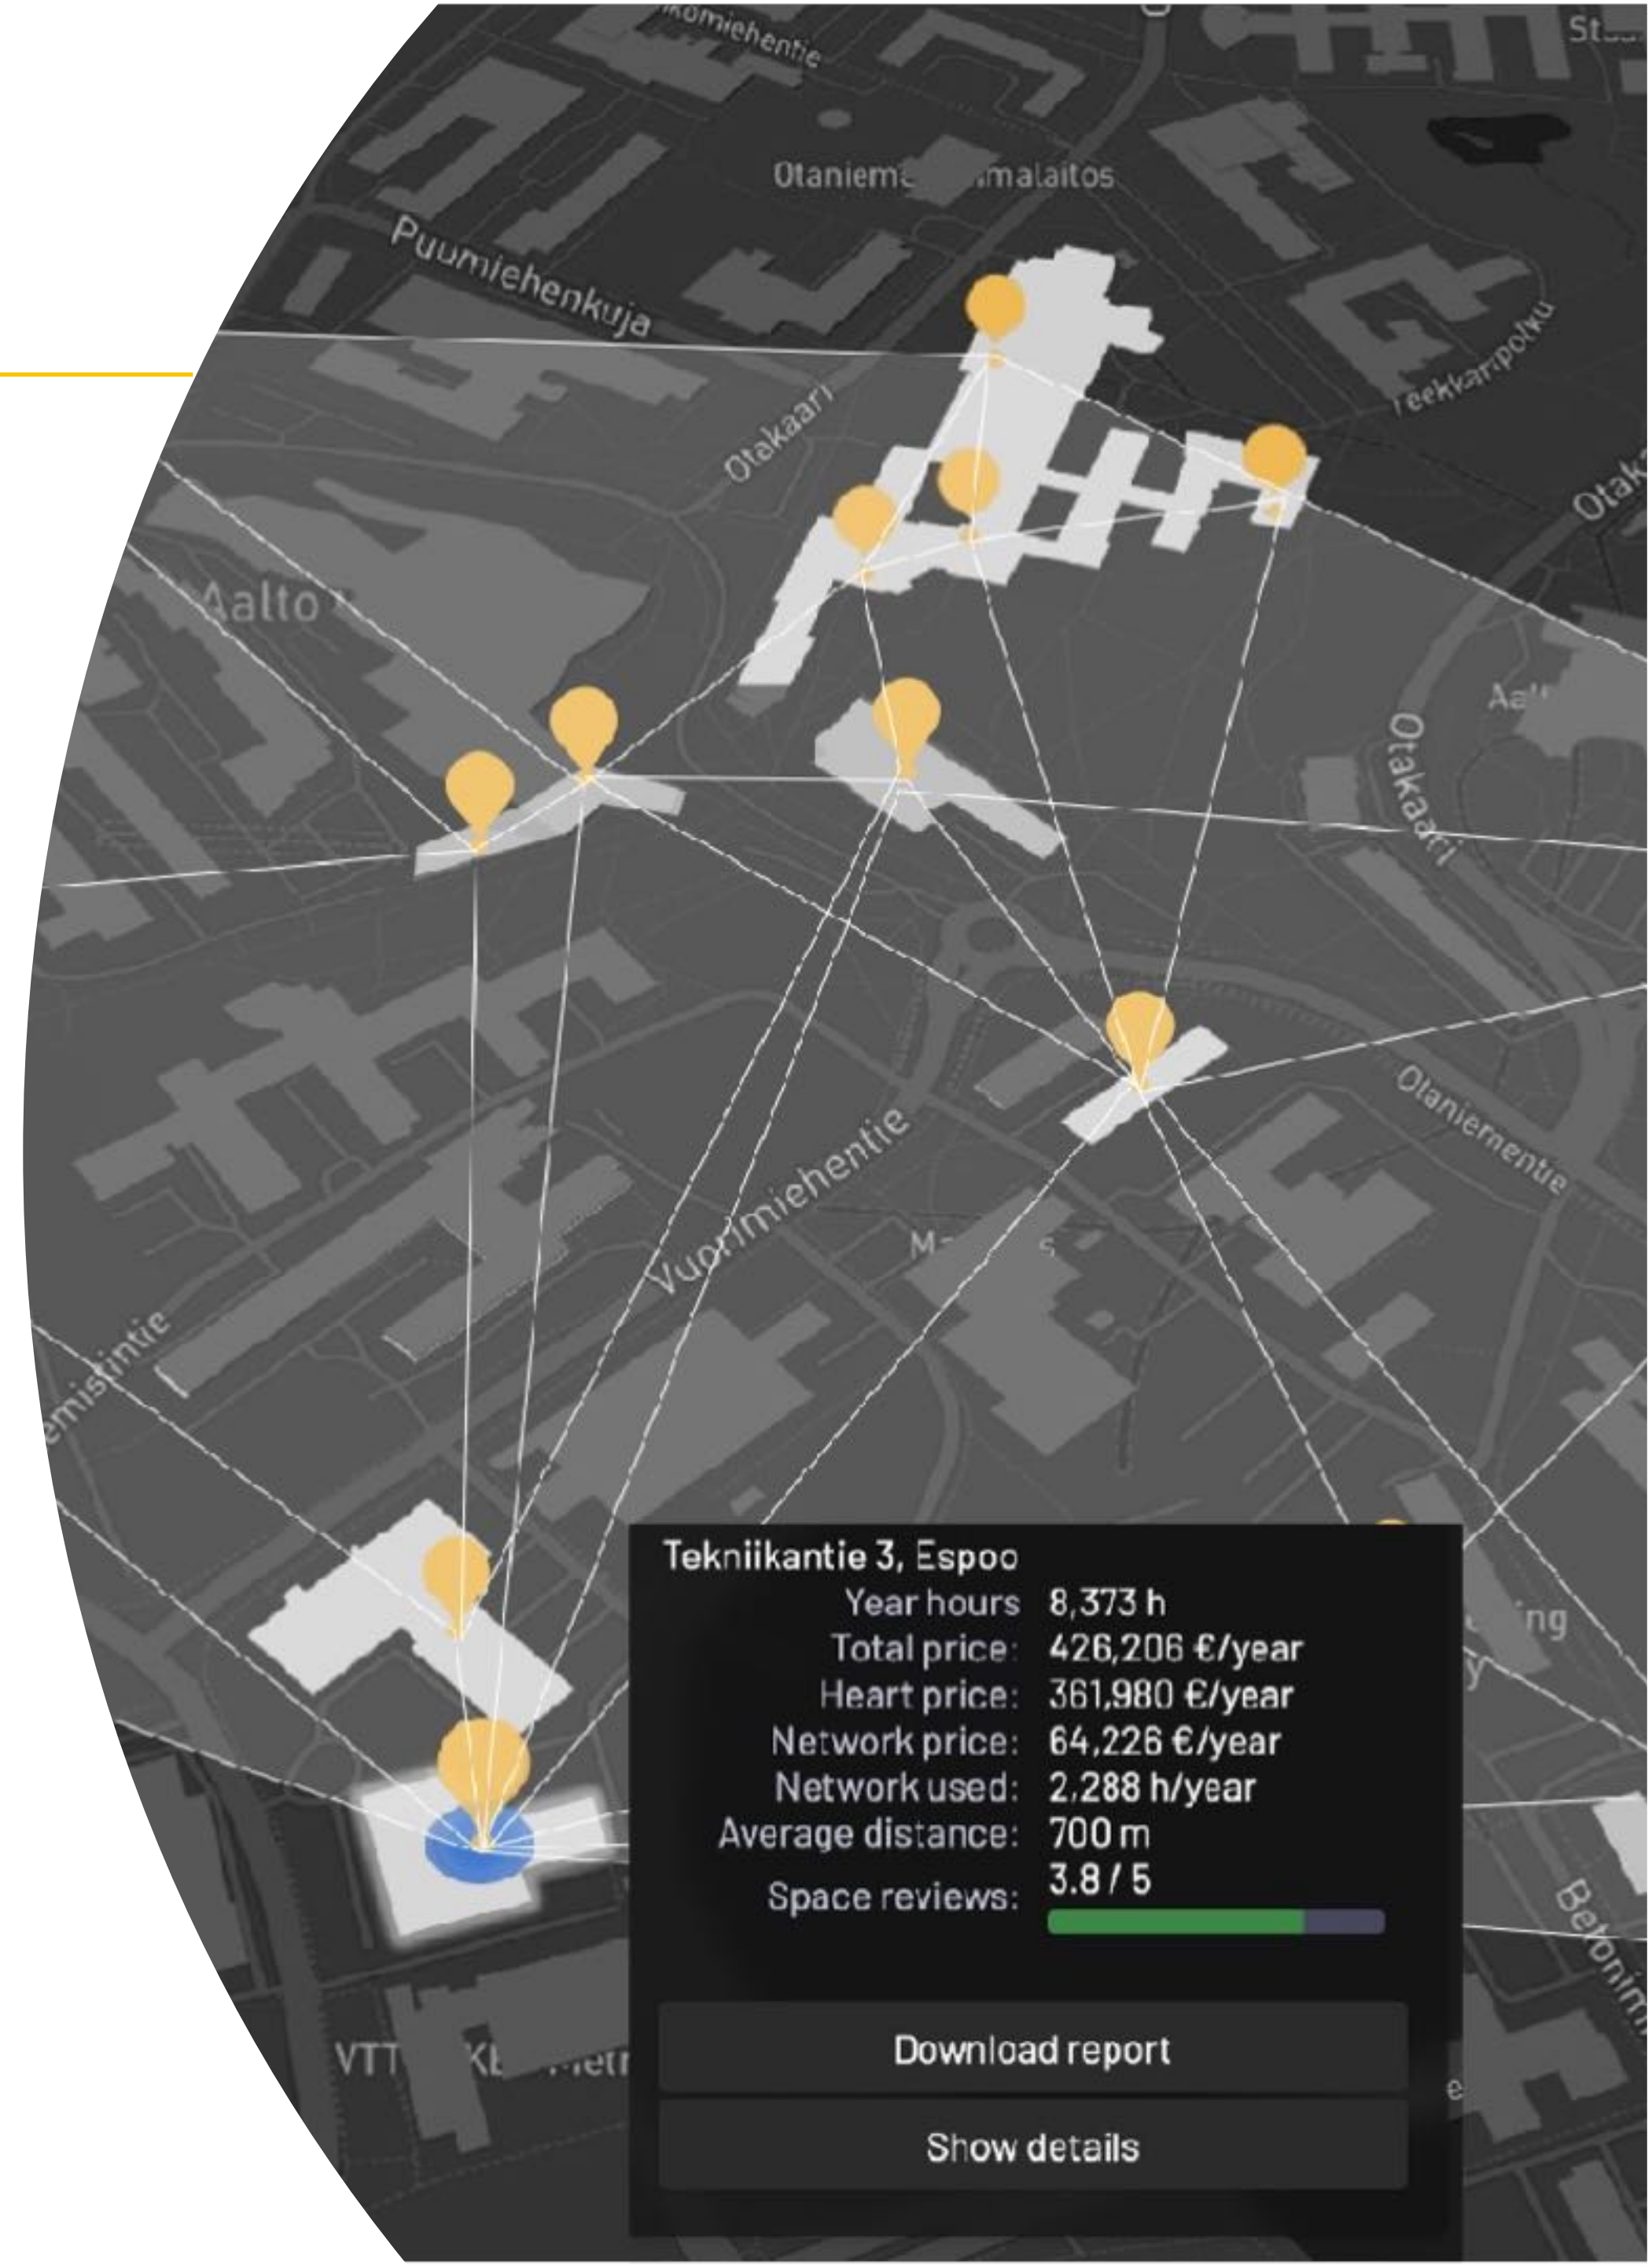 Puumiehenkuja
Otakaari
Teekkaripolku
Aalto
Otakaari
Otaniementie
Vuorimiehentie
Tekniikantie 3, Espoo
Year hours 8,373 h
Total price: 426,206 €/year
Heart price: 361,980 €/year
Network price: 64,226 €/year
Network used: 2,288 h/year
Average distance: 700 m
Space reviews: 3.8 / 5
Download report
Show details
VTT